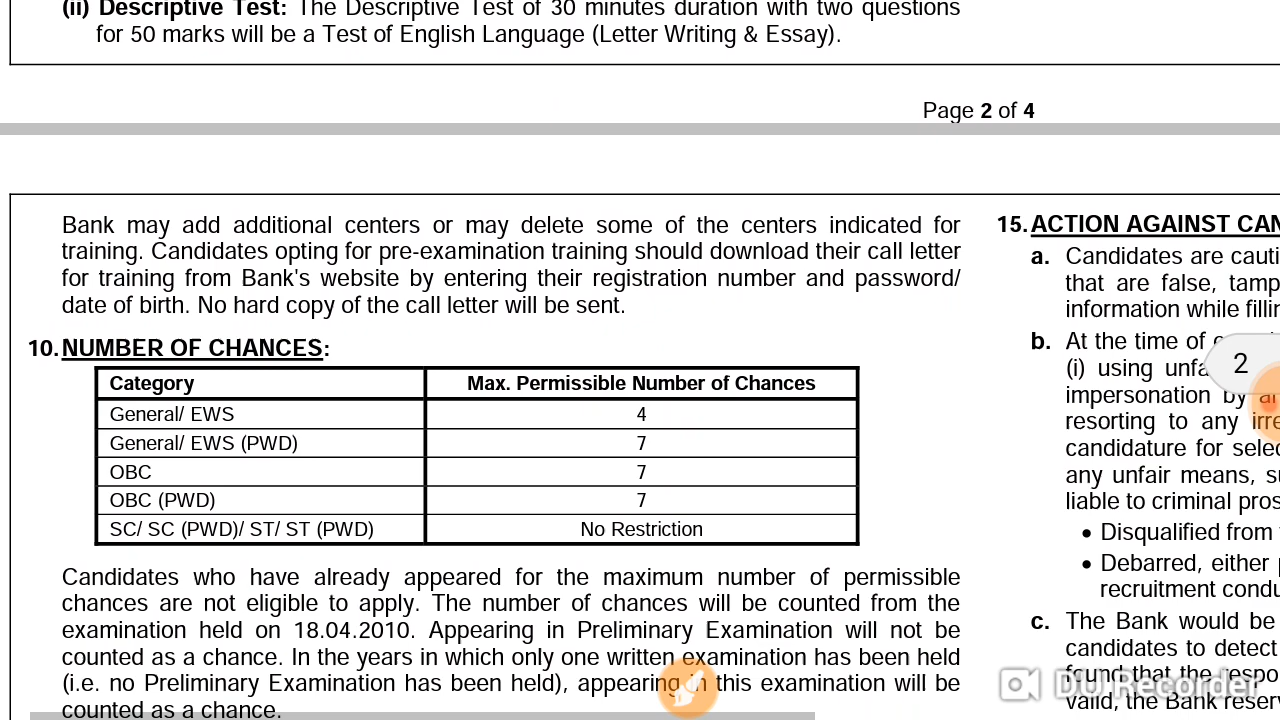 (ii) Descriptive Test: The Descriptive Test of 30 minutes duration with two questions
for 50 marks will be a Test of English Language (Letter Writing & Essay).
Page 2 of 4
Bank may add additional centers or may delete some of the centers indicated for
training. Candidates opting for pre-examination training should download their call letter
for training from Bank's website by entering their registration number and password/
date of birth. No hard copy of the call letter will be sent.
10. NUMBER OF CHANCES:
Category Max. Permissible Number of Chances
General/ EWS 4
General/ EWS (PWD) 7
OBC 7
OBC (PWD) 7
SC/ SC (PWD)/ ST/ ST (PWD) No Restriction
Candidates who have already appeared for the maximum number of permissible
chances are not eligible to apply. The number of chances will be counted from the
examination held on 18.04.2010. Appearing in Preliminary Examination will not be
counted as a chance. In the years in which only one written examination has been held
(i.e. no Preliminary Examination has been held), appearing in this examination will be
counted as a chance.
15. ACTION AGAINST CAN
a. Candidates are cauti
that are false, tamp
information while fillin
b. At the time of
(i) using unfa
impersonation by an
resorting to any irre
candidature for selec
any unfair means, su
liable to criminal pros
• Disqualified from
• Debarred, either p
recruitment condu
c. The Bank would be
candidates to detect
found that the respo
valid, the Bank reserv
2
DU Recorder